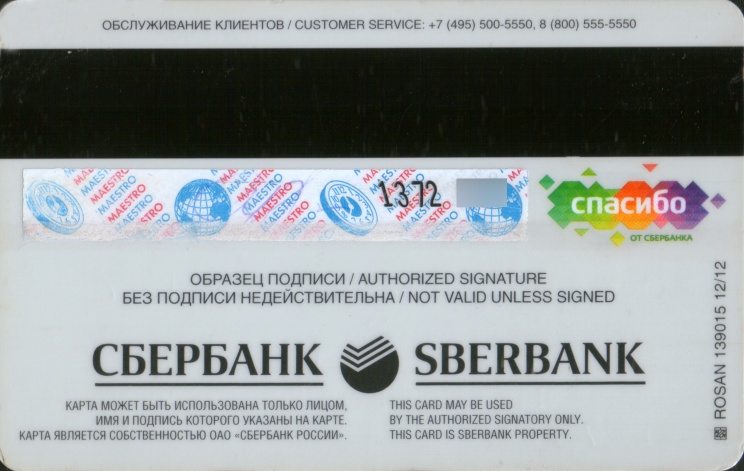 ОБСЛУЖИВАНИЕ КЛИЕНТОВ / CUSTOMER SERVICE: +7 (495) 500-5550, 8 (800) 555-5550
MAESTRO MAESTRO MAESTRO MAESTRO
1372
спасибо
ОТ СБЕРБАНКА
ОБРАЗЕЦ ПОДПИСИ / AUTHORIZED SIGNATURE
БЕЗ ПОДПИСИ НЕДЕЙСТВИТЕЛЬНА / NOT VALID UNLESS SIGNED
СБЕРБАНК SBERBANK
КАРТА МОЖЕТ БЫТЬ ИСПОЛЬЗОВАНА ТОЛЬКО ЛИЦОМ,
ИМЯ И ПОДПИСЬ КОТОРОГО УКАЗАНЫ НА КАРТЕ.
КАРТА ЯВЛЯЕТСЯ СОБСТВЕННОСТЬЮ ОАО «СБЕРБАНК РОССИИ».
THIS CARD MAY BE USED
BY THE AUTHORIZED SIGNATORY ONLY.
THIS CARD IS SBERBANK PROPERTY.
ROSAN 139015 12/12